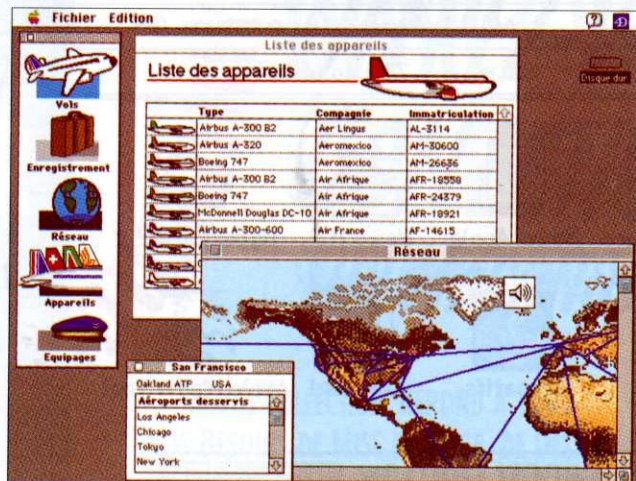 Fichier Edition
Liste des appareils
Liste des appareils
Disque dur
Vols
Enregistrement
Réseau
Appareils
Equipages
Type Compagnie Immatriculation
Airbus A-300 B2 Aer Lingus AL-3114
Airbus A-320 Aeromexico AM-30600
Boeing 747 Aeromexico AM-26636
Airbus A-300 B2 Air Afrique AFR-18558
Boeing 747 Air Afrique AFR-24379
McDonnell Douglas DC-10 Air Afrique AFR-18921
Airbus A-300-600 Air France AF-14615
Réseau
San Francisco
Oakland ATP USA
Aéroports desservis
Los Angeles
Chicago
Tokyo
New York